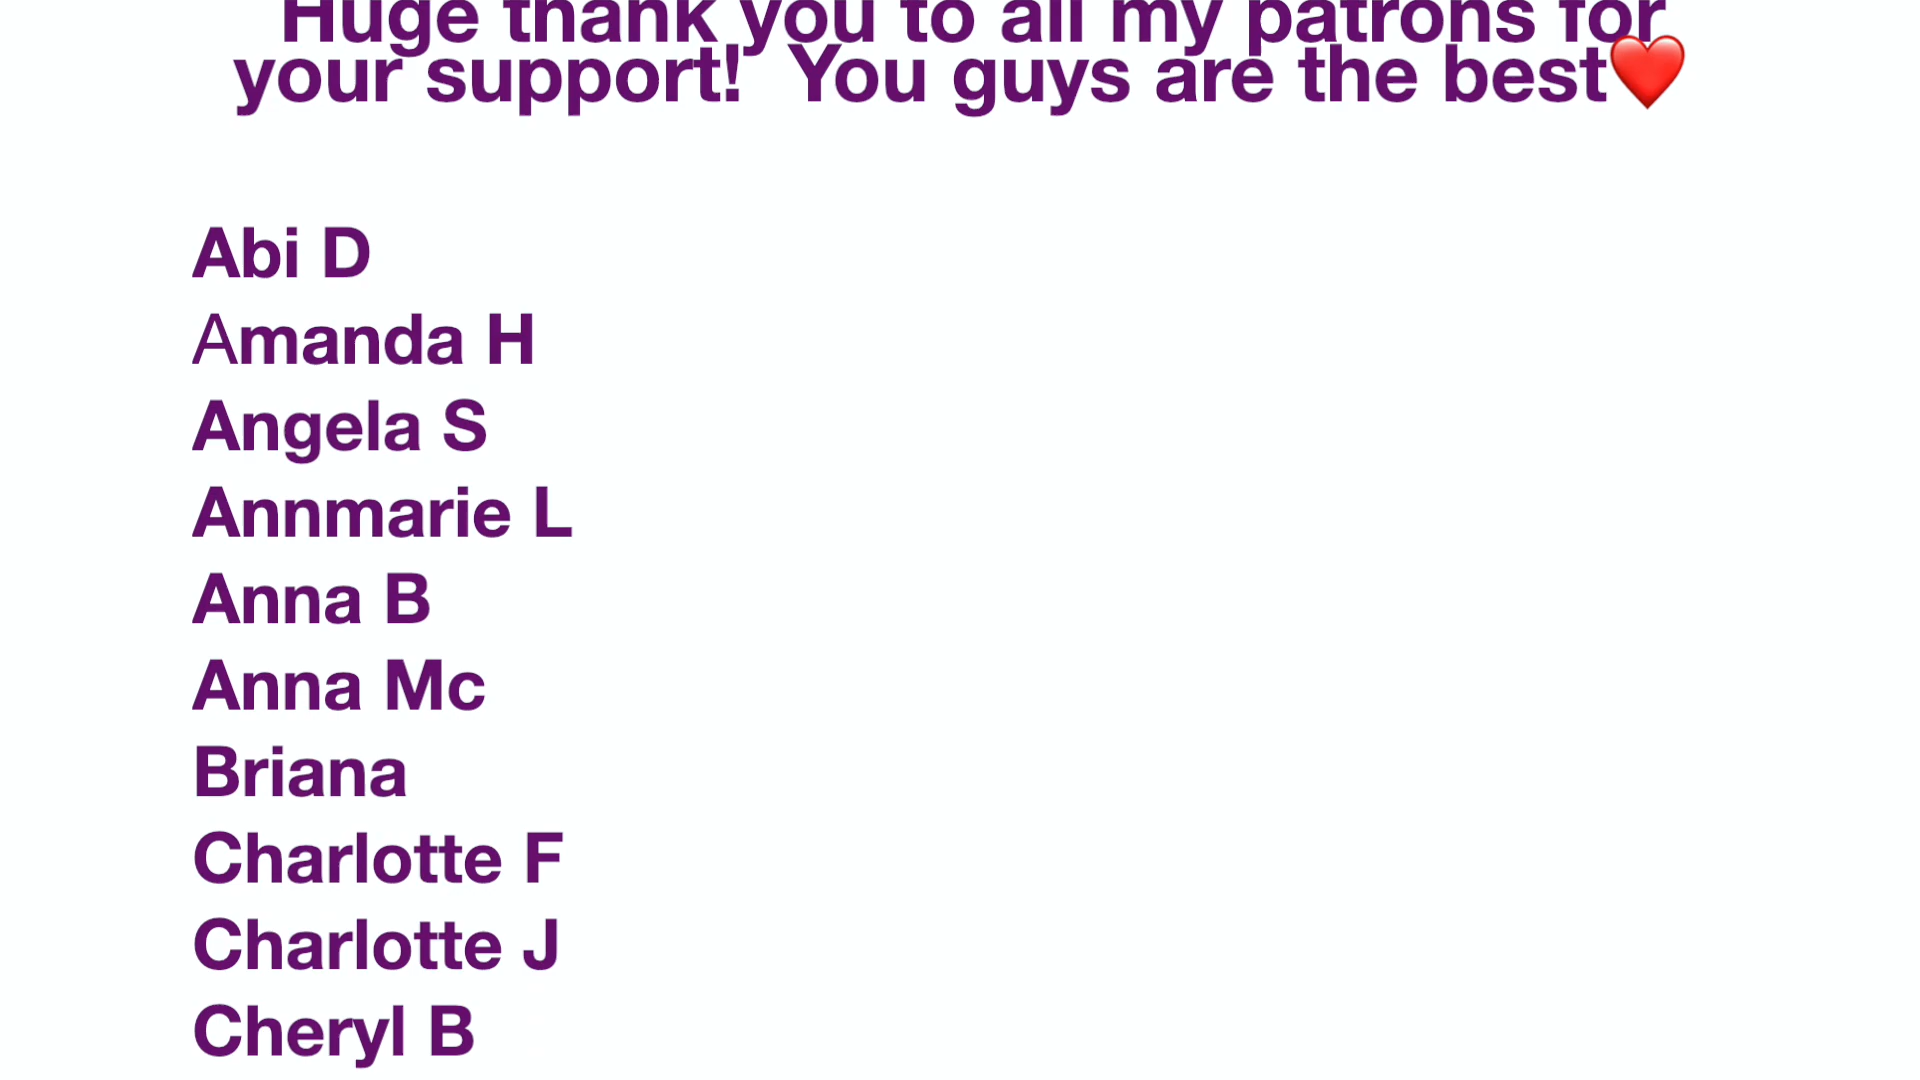 Huge thank you to all my patrons for
your support!  You guys are the best❤️
Abi D
Amanda H
Angela S
Annmarie L
Anna B
Anna Mc
Briana
Charlotte F
Charlotte J
Cheryl B